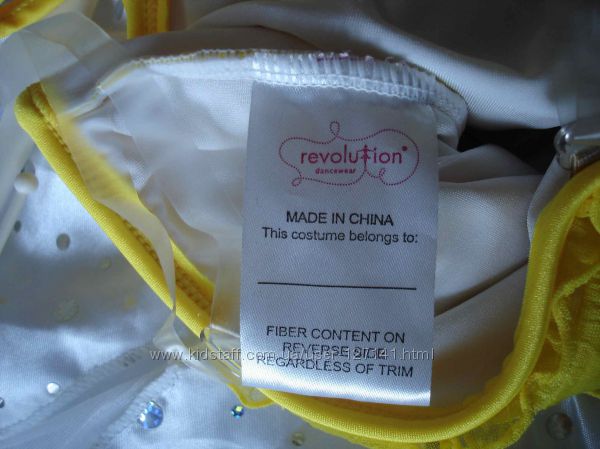 revolution
dancewear
MADE IN CHINA
This costume belongs to:
FIBER CONTENT ON
REVERSE SIDE
REGARDLESS OF TRIM